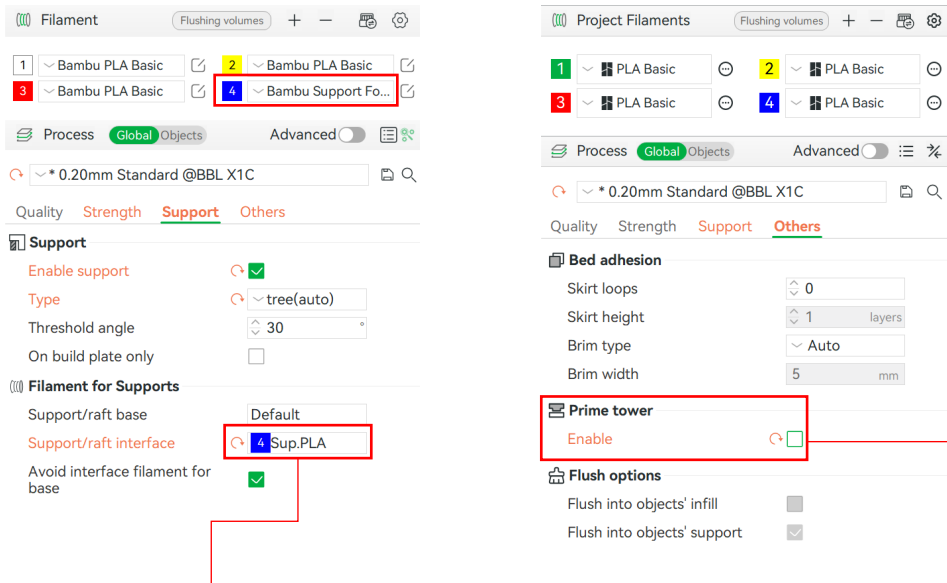 Filament
Flushing volumes
1 Bambu PLA Basic
2 Bambu PLA Basic
3 Bambu PLA Basic
4 Bambu Support Fo...
Process Global Objects Advanced
* 0.20mm Standard @BBL X1C
Quality Strength Support Others
Support
Enable support
Type tree(auto)
Threshold angle 30 °
On build plate only
Filament for Supports
Support/raft base Default
Support/raft interface 4 Sup.PLA
Avoid interface filament for
base
Project Filaments
Flushing volumes
1 PLA Basic
2 PLA Basic
3 PLA Basic
4 PLA Basic
Process Global Objects Advanced
* 0.20mm Standard @BBL X1C
Quality Strength Support Others
Bed adhesion
Skirt loops 0
Skirt height 1 layers
Brim type Auto
Brim width 5 mm
Prime tower
Enable
Flush options
Flush into objects' infill
Flush into objects' support